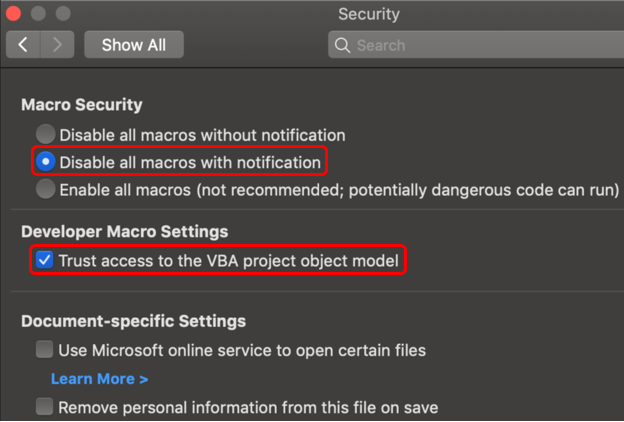 Security
Show All
Search
Macro Security
Disable all macros without notification
Disable all macros with notification
Enable all macros (not recommended; potentially dangerous code can run)
Developer Macro Settings
Trust access to the VBA project object model
Document-specific Settings
Use Microsoft online service to open certain files
Learn More >
Remove personal information from this file on save